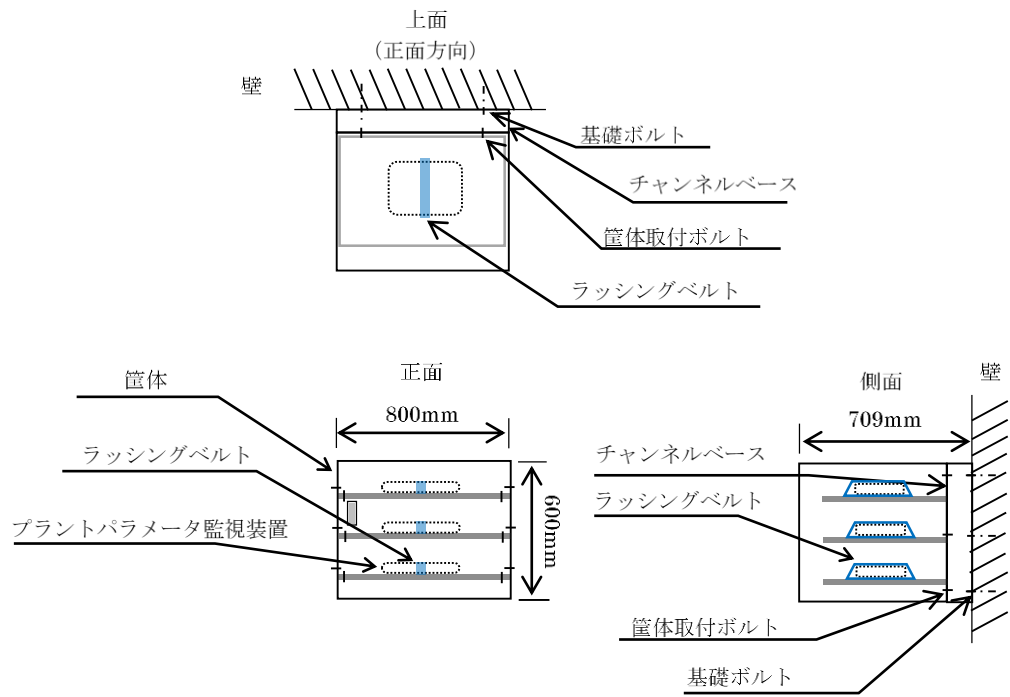 上面
（正面方向）
壁
基礎ボルト
チャンネルベース
筐体取付ボルト
ラッシングベルト
筐体
正面
側面
壁
800mm
709mm
ラッシングベルト
チャンネルベース
ラッシングベルト
プラントパラメータ監視装置
600mm
筐体取付ボルト
基礎ボルト